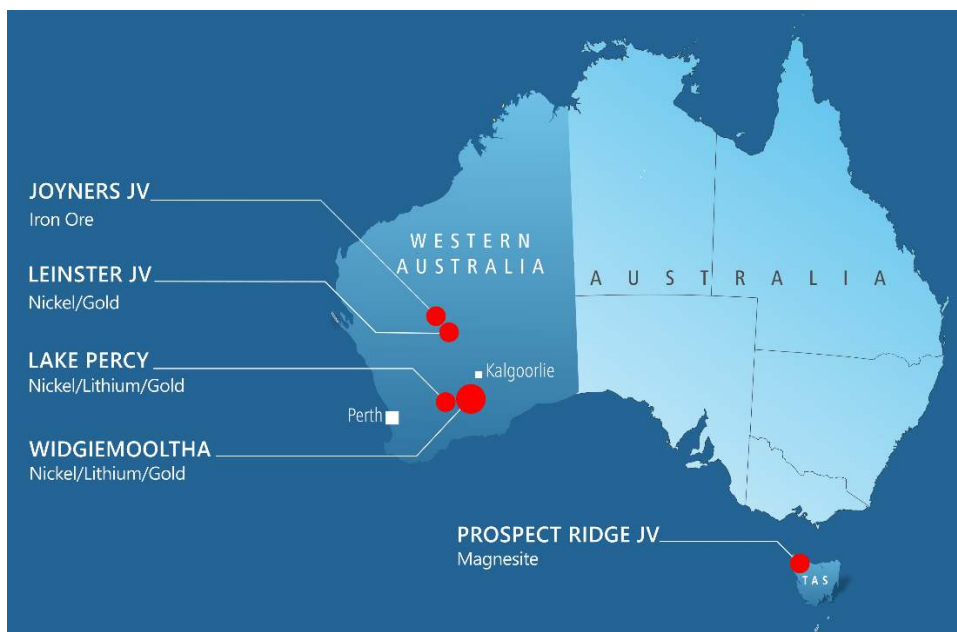 JOYNERS JV
Iron Ore
LEINSTER JV
Nickel/Gold
LAKE PERCY
Nickel/Lithium/Gold
WIDGIEMOOLTHA
Nickel/Lithium/Gold
WESTERN
AUSTRALIA
AUSTRALIA
Kalgoorlie
Perth
PROSPECT RIDGE JV
Magnesite
TAS